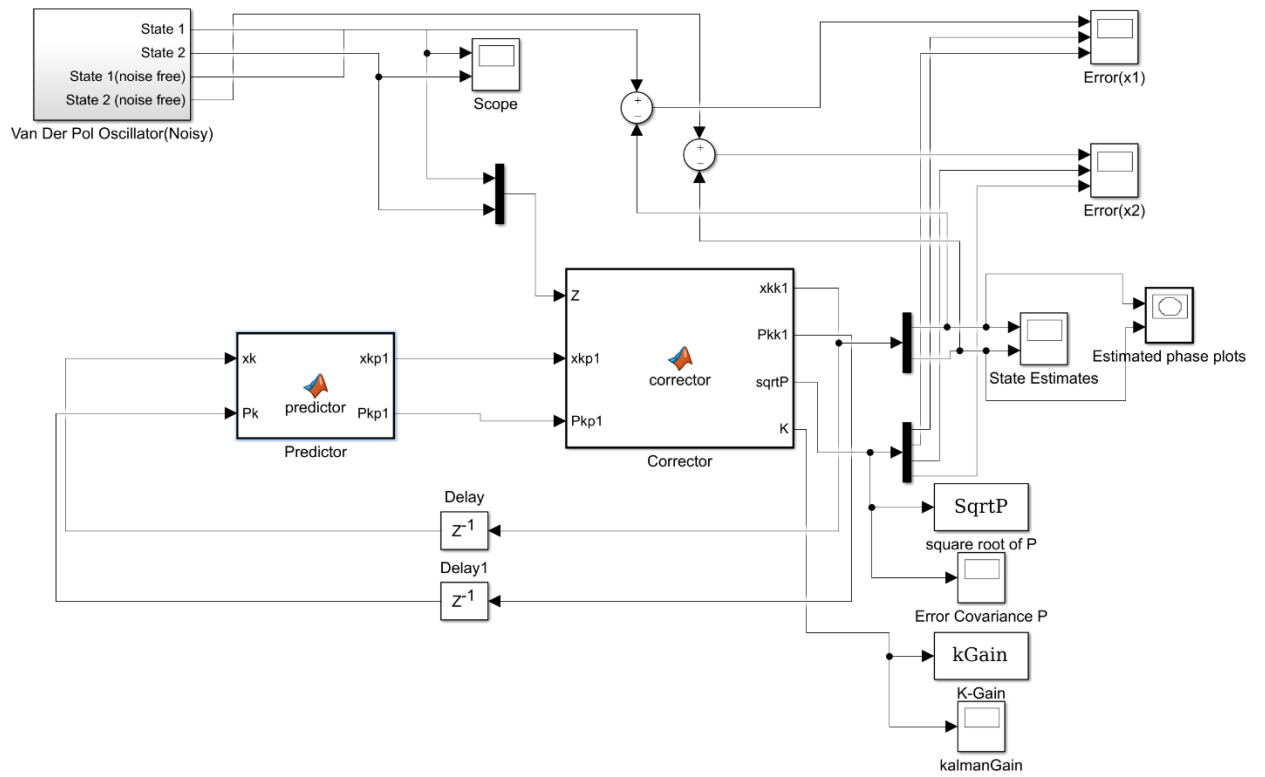 State 1
State 2
State 1(noise free)
State 2 (noise free)
Van Der Pol Oscillator(Noisy)
Scope
+
−
+
−
Error(x1)
Error(x2)
Z
xkp1
Pkp1
corrector
xkk1
Pkk1
sqrtP
K
Corrector
xk
Pk
predictor
xkp1
Pkp1
Predictor
State Estimates
Estimated phase plots
Delay
Z-1
Delay1
Z-1
SqrtP
square root of P
Error Covariance P
kGain
K-Gain
kalmanGain